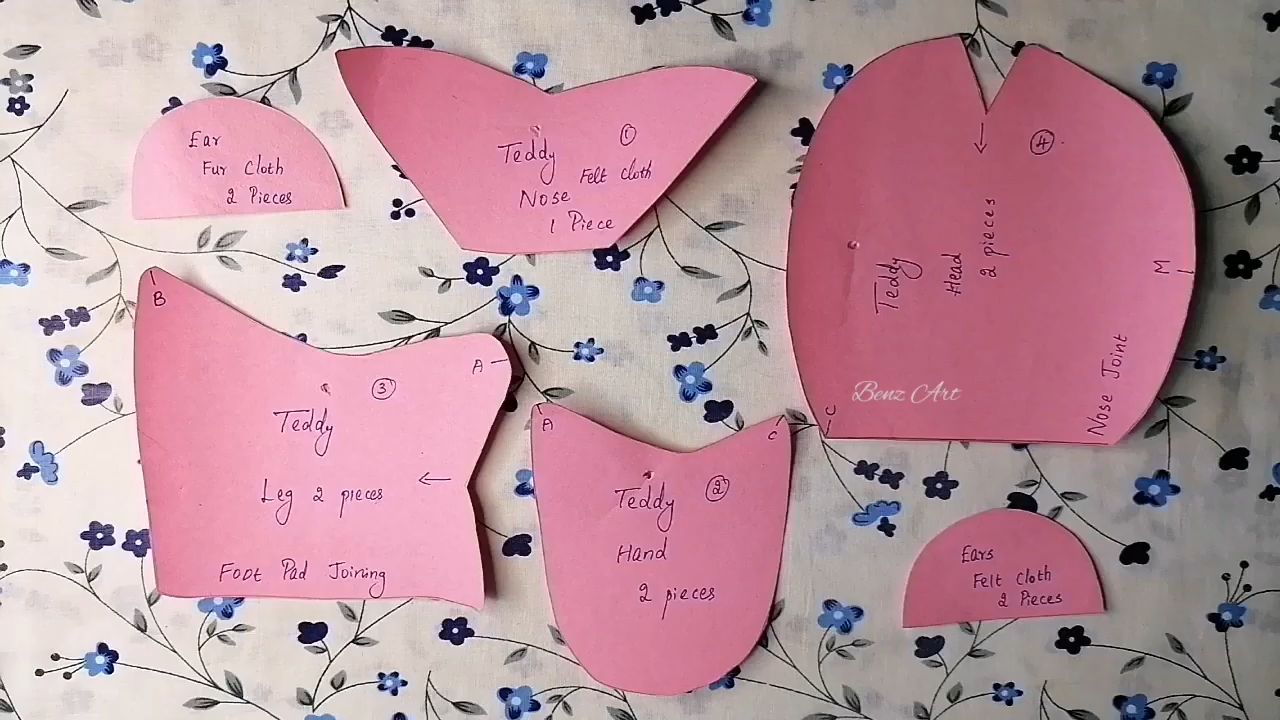 Ear
Fur Cloth
2 Pieces
1
Teddy
Felt Cloth
Nose
1 Piece
4
Teddy
Head
2 pieces
M
Nose Joint
C
B
A
3
Teddy
Leg 2 pieces
Foot Pad Joining
A
C
2
Teddy
Hand
2 pieces
Benz Art
Ears
Felt Cloth
2 Pieces